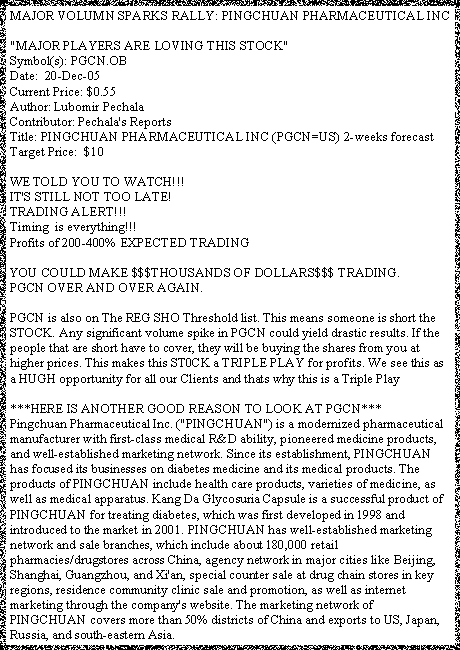 MAJOR VOLUMN SPARKS RALLY: PINGCHUAN PHARMACEUTICAL INC
"MAJOR PLAYERS ARE LOVING THIS STOCK"
Symbol(s): PGCN.OB
Date:  20-Dec-05
Current Price: $0.55
Author: Lubomir Pechala
Contributor: Pechala's Reports
Title: PINGCHUAN PHARMACEUTICAL INC (PGCN=US) 2-weeks forecast
Target Price:  $10
WE TOLD YOU TO WATCH!!!
IT'S STILL NOT TOO LATE!
TRADING ALERT!!!
Timing  is everything!!!
Profits of 200-400% EXPECTED TRADING
YOU COULD MAKE $$$THOUSANDS OF DOLLARS$$$ TRADING.
PGCN OVER AND OVER AGAIN.
PGCN is also on The REG SHO Threshold list. This means someone is short the
STOCK. Any significant volume spike in PGCN could yield drastic results. If the
people that are short have to cover, they will be buying the shares from you at
higher prices. This makes this ST0CK a TRIPLE PLAY for profits. We see this as
a HUGH opportunity for all our Clients and thats why this is a Triple Play
***HERE IS ANOTHER GOOD REASON TO LOOK AT PGCN***
Pingchuan Pharmaceutical Inc. ("PINGCHUAN") is a modernized pharmaceutical
manufacturer with first-class medical R&D ability, pioneered medicine products,
and well-established marketing network. Since its establishment, PINGCHUAN
has focused its businesses on diabetes medicine and its medical products. The
products of PINGCHUAN include health care products, varieties of medicine, as
well as medical apparatus. Kang Da Glycosuria Capsule is a successful product of
PINGCHUAN for treating diabetes, which was first developed in 1998 and
introduced to the market in 2001. PINGCHUAN has well-established marketing
network and sale branches, which include about 180,000 retail
pharmacies/drugstores across China, agency network in major cities like Beijing,
Shanghai, Guangzhou, and Xi'an, special counter sale at drug chain stores in key
regions, residence community clinic sale and promotion, as well as internet
marketing through the company's website. The marketing network of
PINGCHUAN  covers more than 50% districts of China and exports to US, Japan,
Russia, and south-eastern Asia.